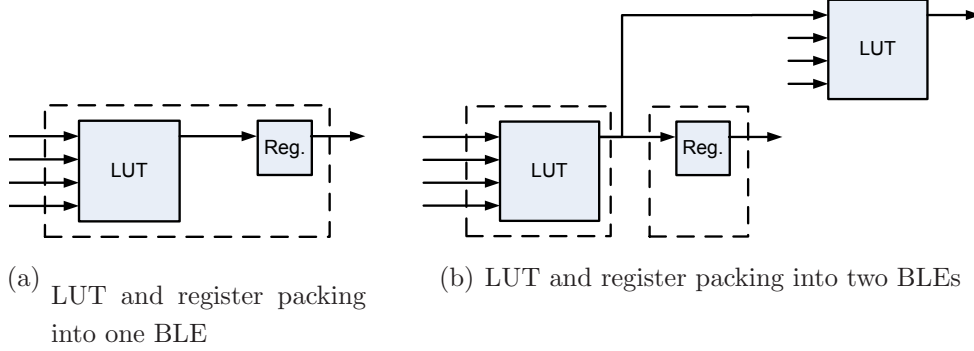 LUT
Reg.
(a)
LUT and register packing
into one BLE
LUT
LUT
Reg.
(b) LUT and register packing into two BLEs